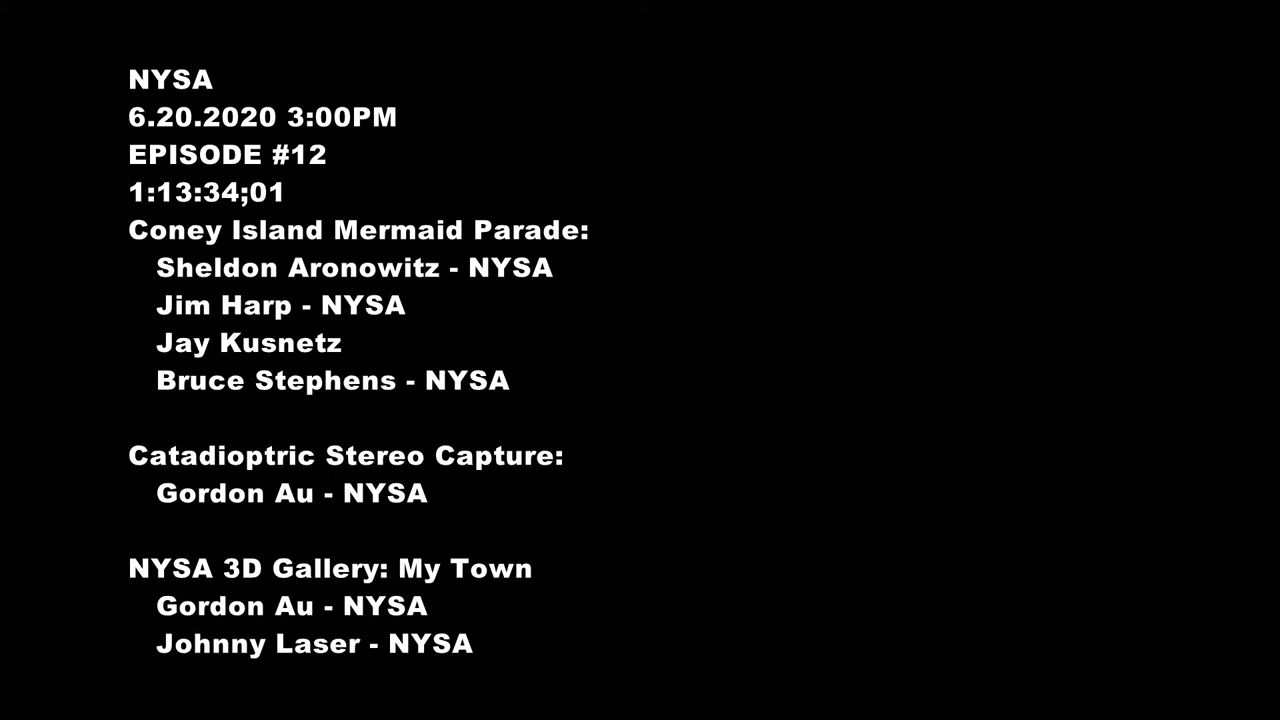 NYSA
6.20.2020 3:00PM
EPISODE #12
1:13:34;01
Coney Island Mermaid Parade:
Sheldon Aronowitz - NYSA
Jim Harp - NYSA
Jay Kusnetz
Bruce Stephens - NYSA
Catadioptric Stereo Capture:
Gordon Au - NYSA
NYSA 3D Gallery: My Town
Gordon Au - NYSA
Johnny Laser - NYSA